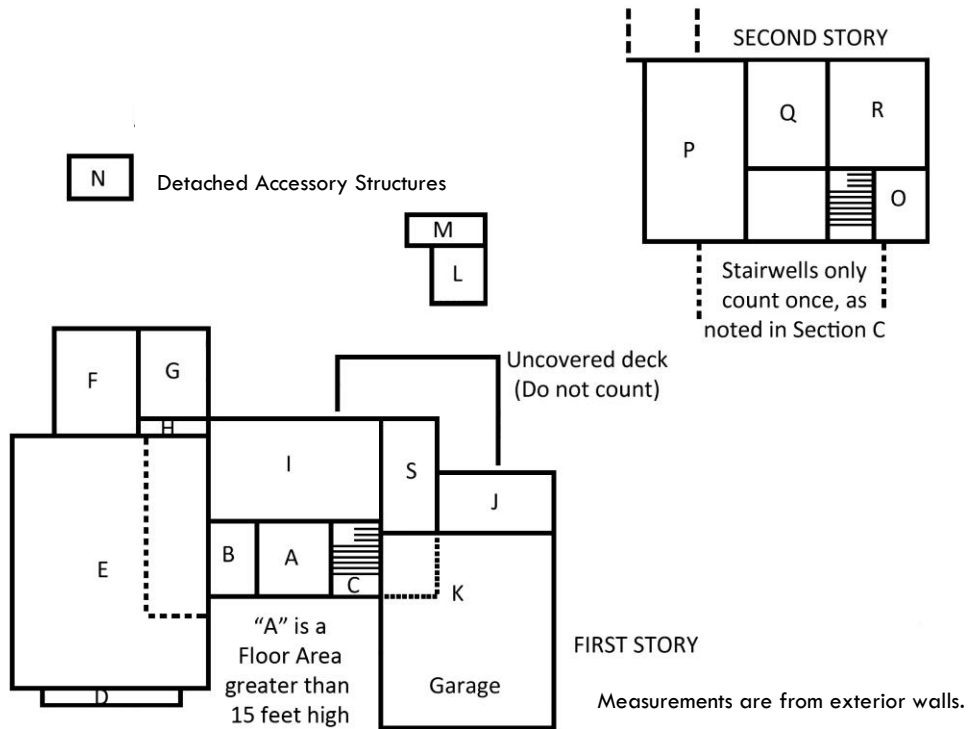 SECOND STORY
Q
R
P
N
Detached Accessory Structures
O
M
L
Stairwells only
count once, as
noted in Section C
Uncovered deck
(Do not count)
F
G
H
I
S
J
B
A
C
E
K
"A" is a
Floor Area
greater than
15 feet high
FIRST STORY
Garage
D
Measurements are from exterior walls.